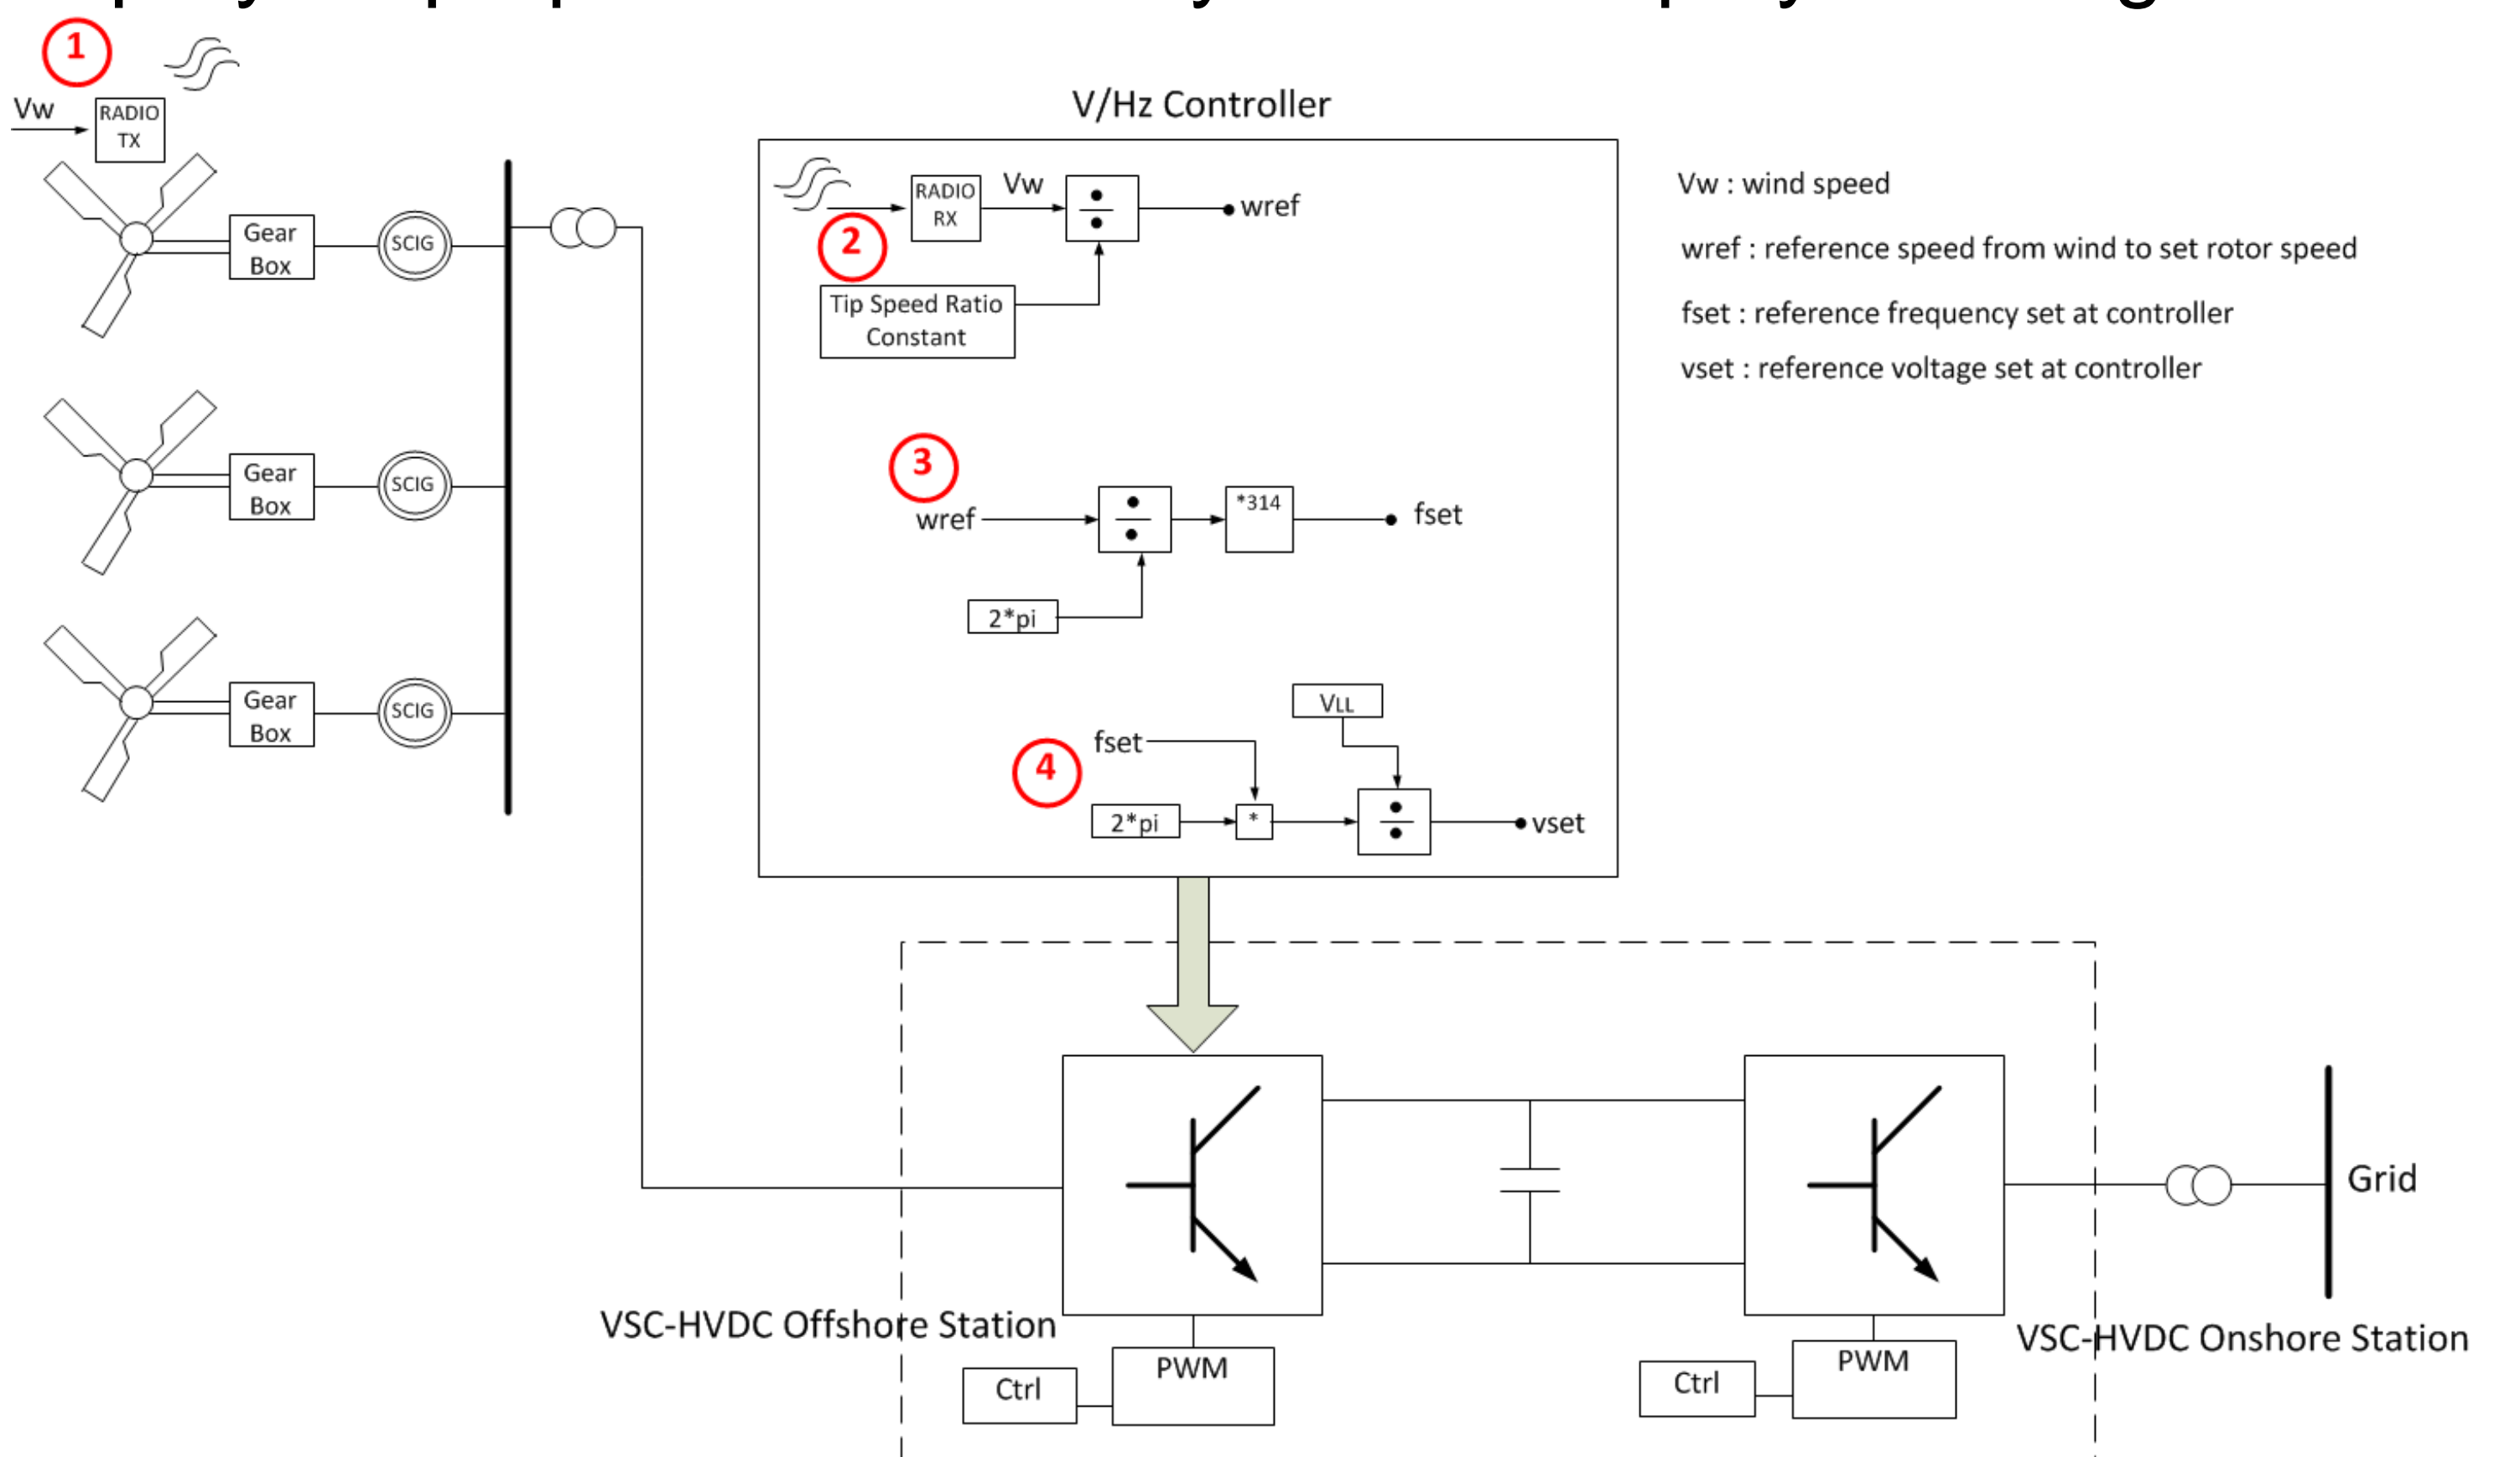 1
Vw
RADIO
TX
Gear
Box
SCIG
Gear
Box
SCIG
Gear
Box
SCIG
V/Hz Controller
RADIO
RX
Vw
wref
2
Tip Speed Ratio
Constant
3
wref
*314
fset
2*pi
VLL
4
fset
2*pi
*
vset
Vw : wind speed
wref : reference speed from wind to set rotor speed
fset : reference frequency set at controller
vset : reference voltage set at controller
VSC-HVDC Offshore Station
Ctrl
PWM
Ctrl
PWM
VSC-HVDC Onshore Station
Grid